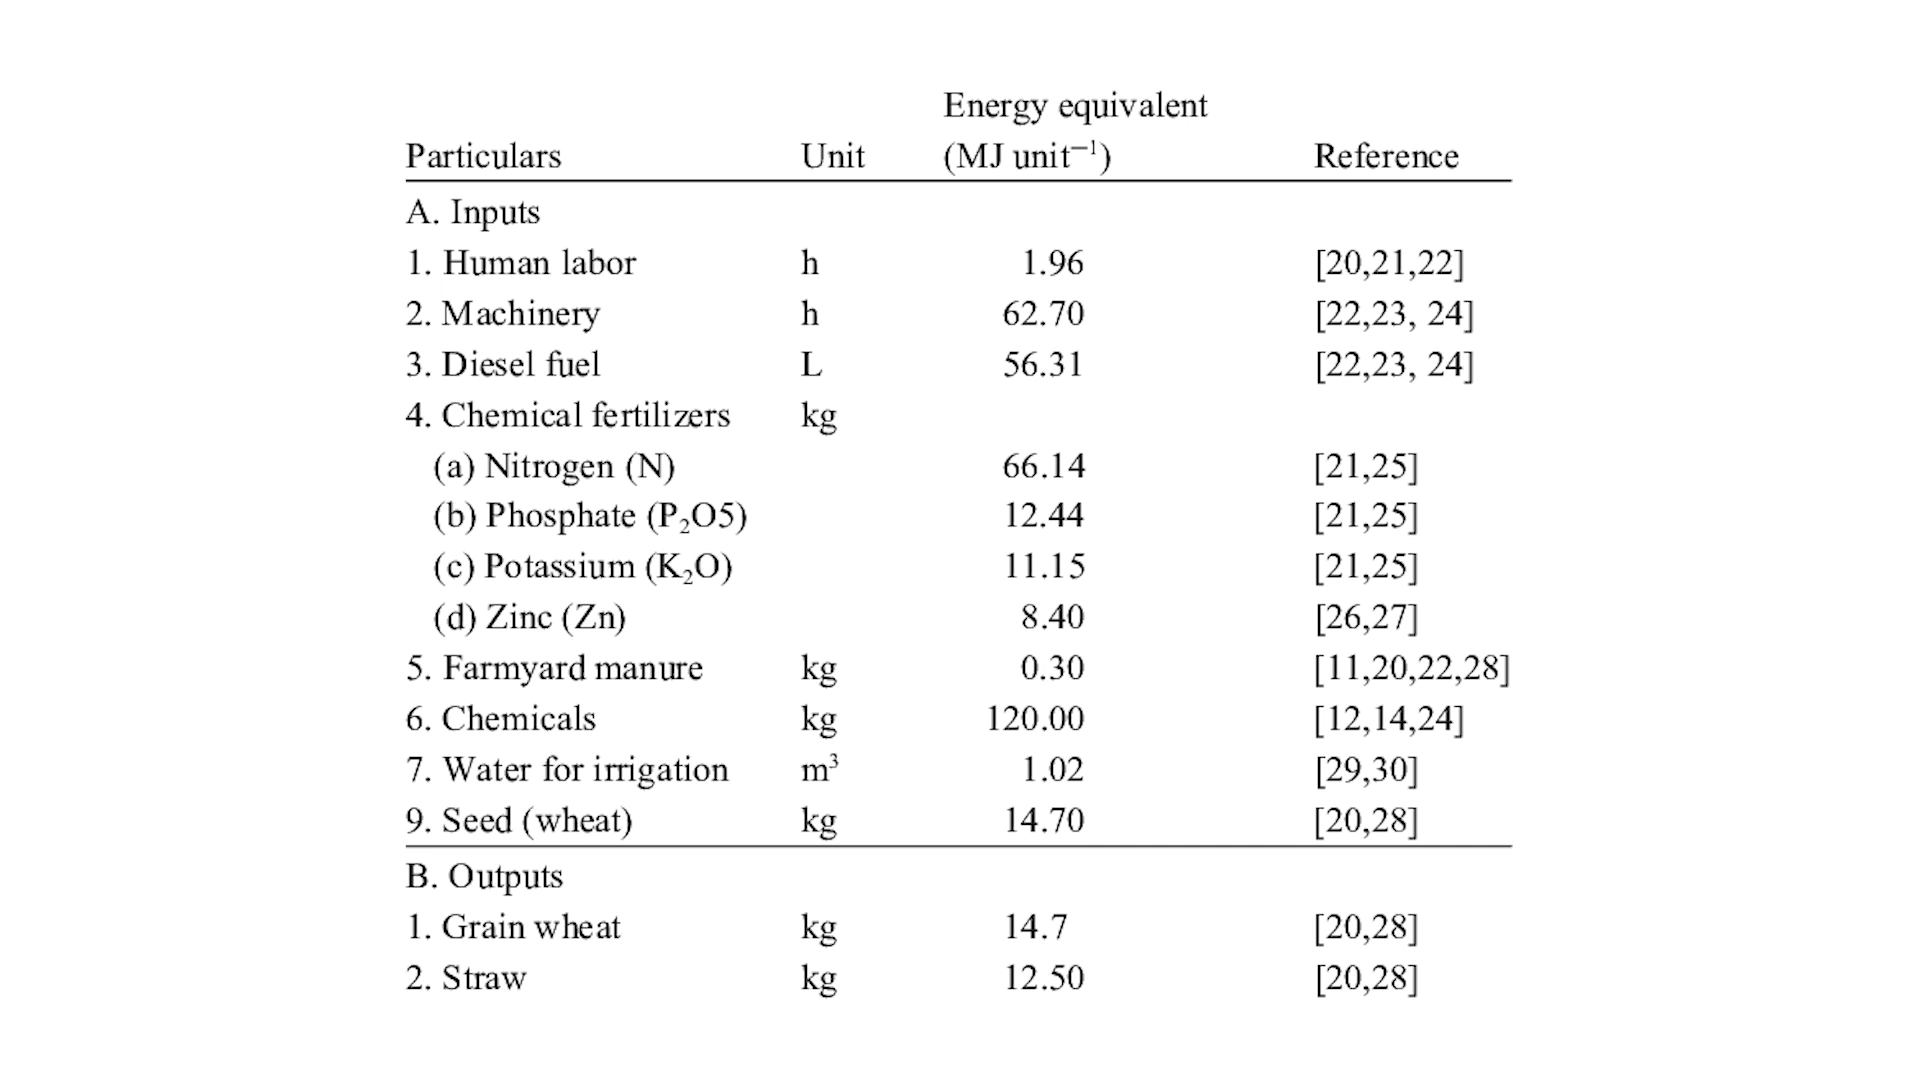 Energy equivalent
Particulars Unit (MJ unit⁻¹) Reference
A. Inputs
1. Human labor h 1.96 [20,21,22]
2. Machinery h 62.70 [22,23, 24]
3. Diesel fuel L 56.31 [22,23, 24]
4. Chemical fertilizers kg
(a) Nitrogen (N) 66.14 [21,25]
(b) Phosphate (P₂O5) 12.44 [21,25]
(c) Potassium (K₂O) 11.15 [21,25]
(d) Zinc (Zn) 8.40 [26,27]
5. Farmyard manure kg 0.30 [11,20,22,28]
6. Chemicals kg 120.00 [12,14,24]
7. Water for irrigation m³ 1.02 [29,30]
9. Seed (wheat) kg 14.70 [20,28]
B. Outputs
1. Grain wheat kg 14.7 [20,28]
2. Straw kg 12.50 [20,28]